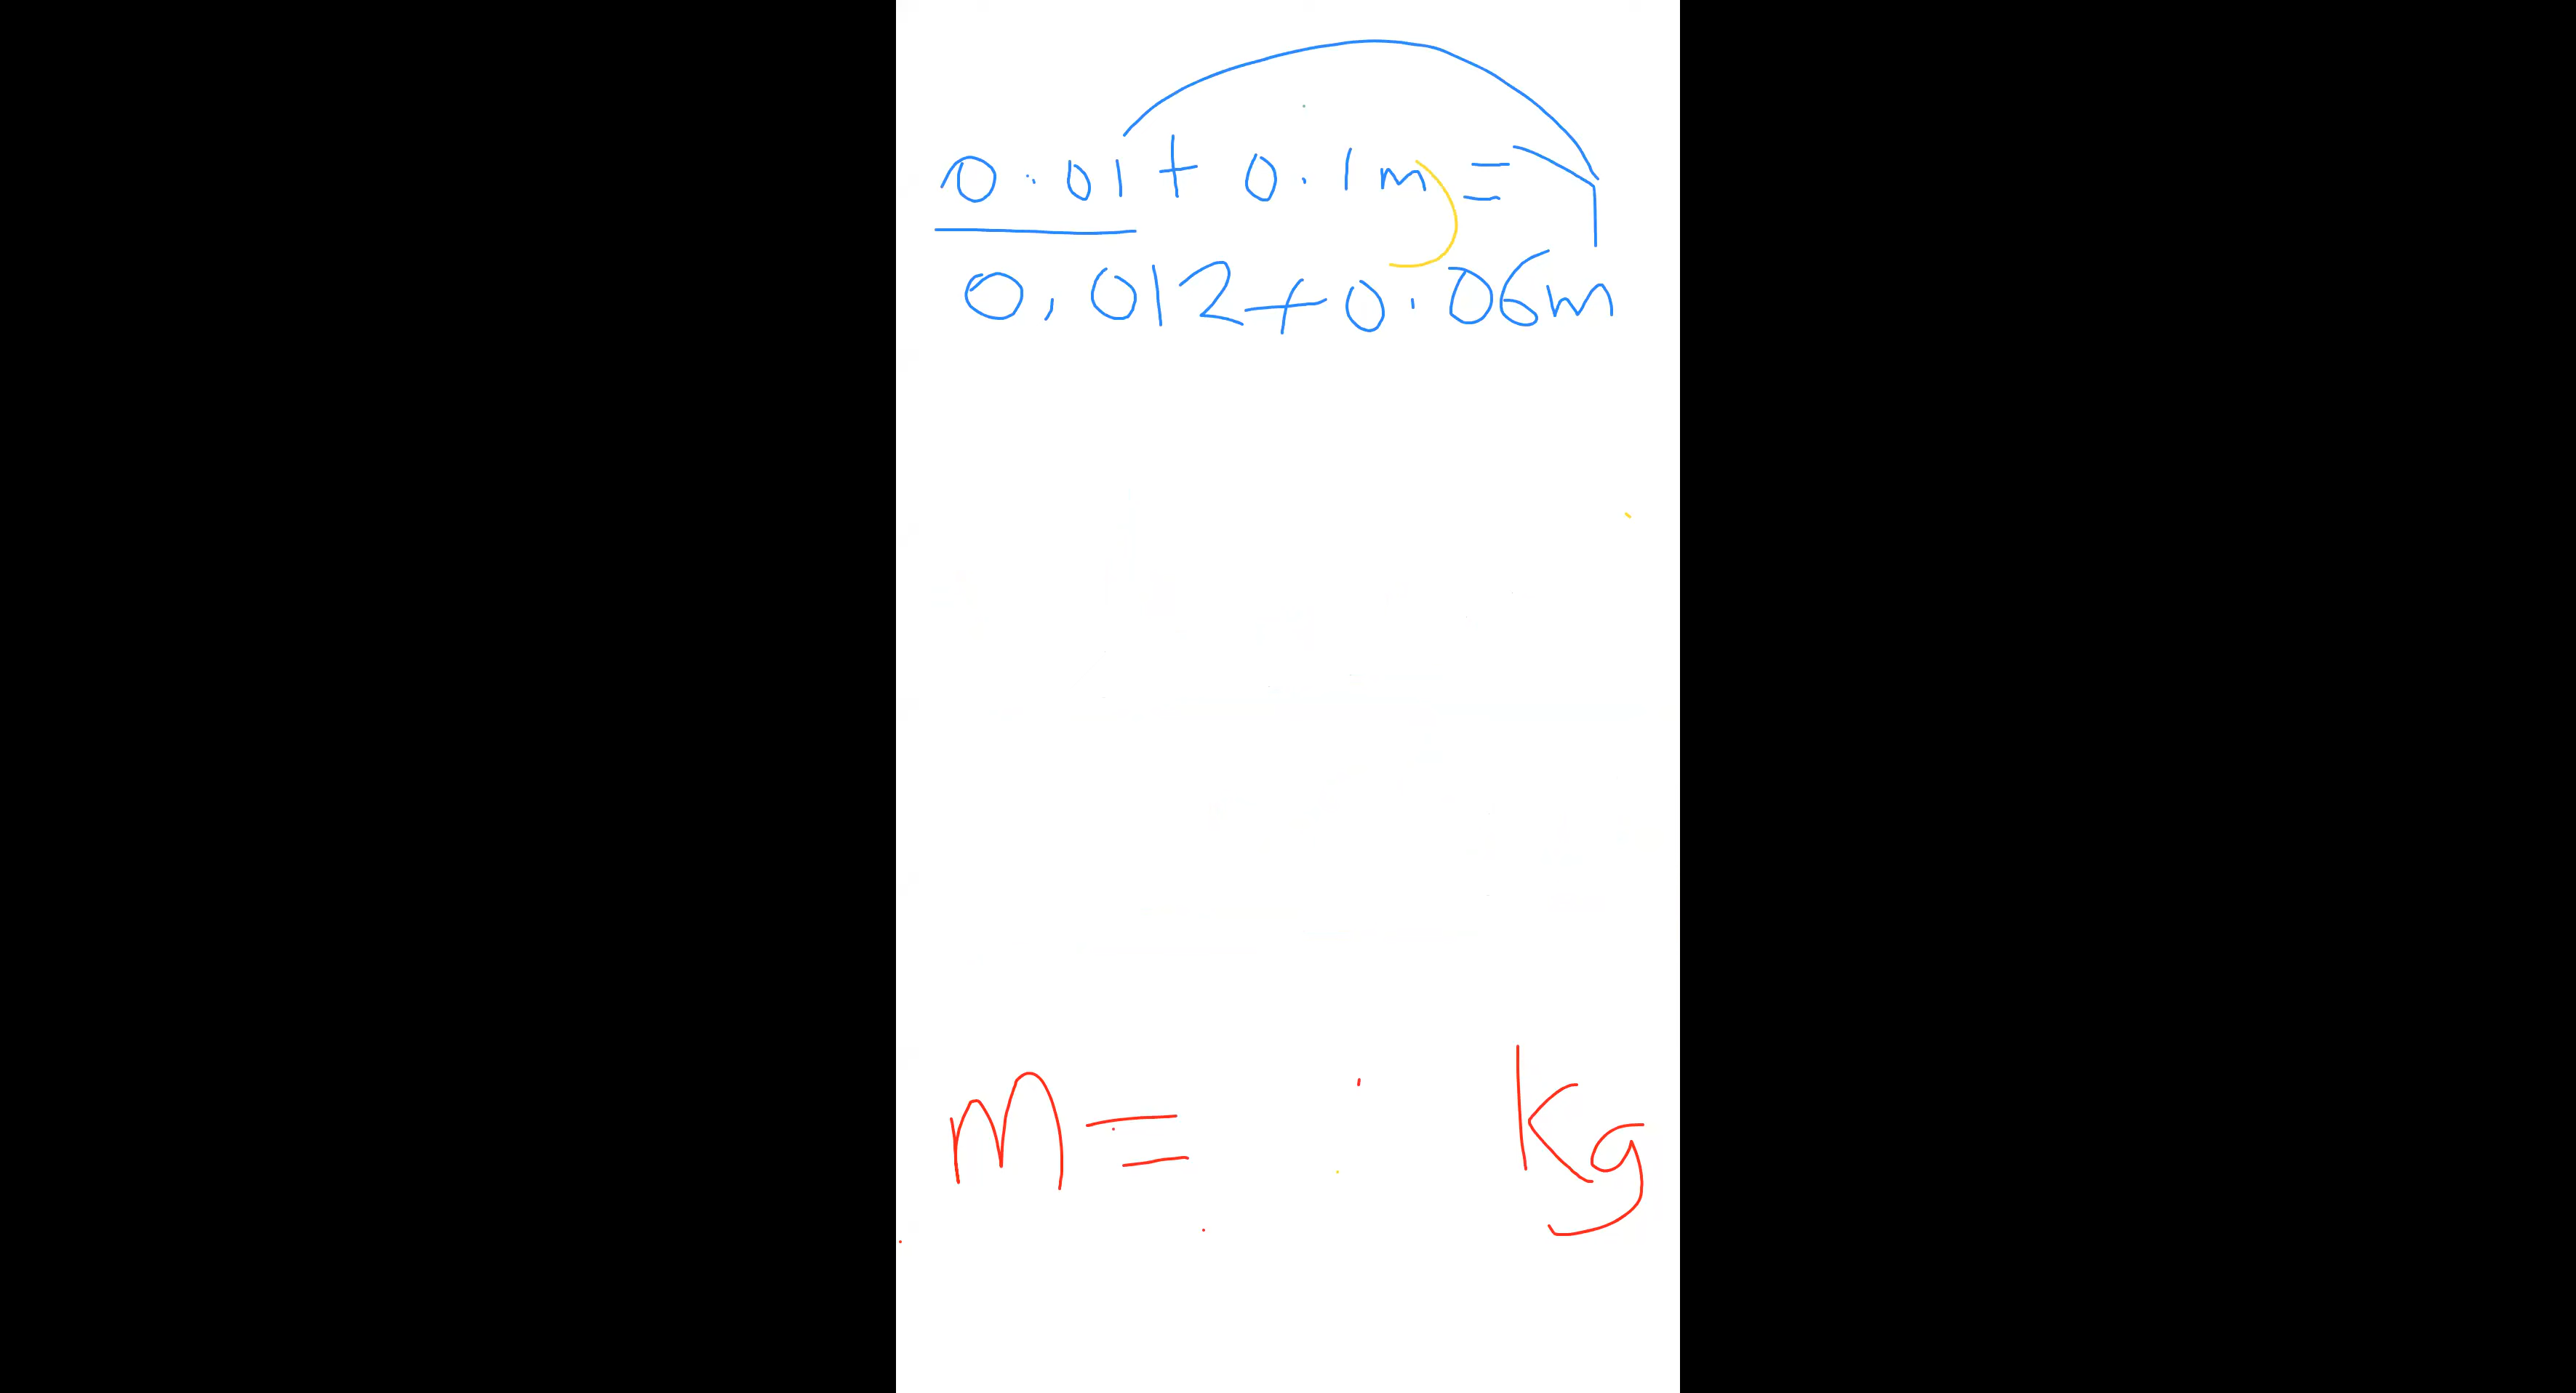 0.01 + 0.1m =
0,012 + 0.06m
m = kg